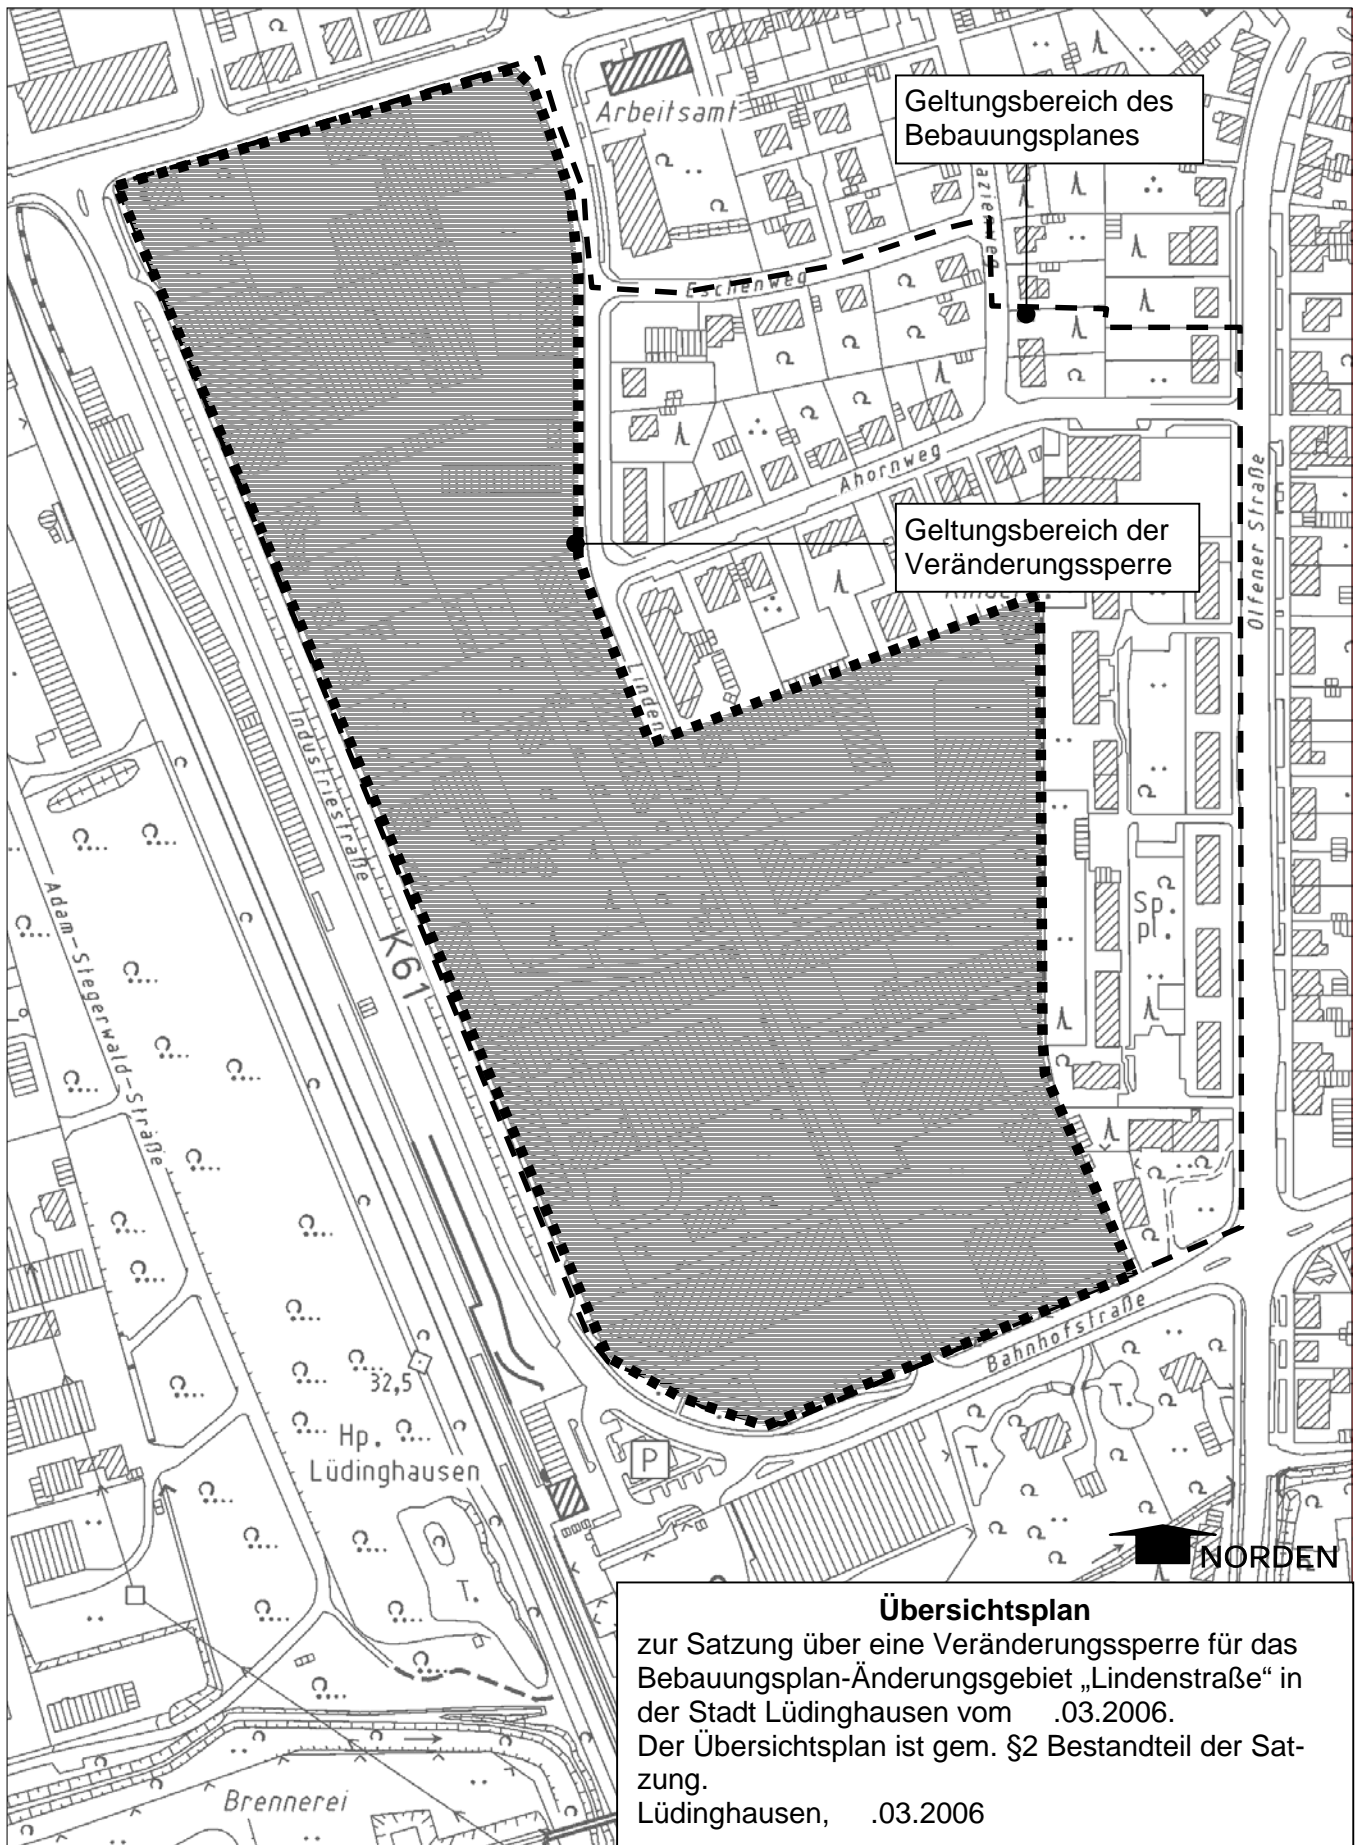 Arbeitsamt
Geltungsbereich des
Bebauungsplanes
azienweg
Eschenweg
Ahornweg
Olfener Straße
Geltungsbereich der
Veränderungssperre
Linden
Industriestraße
K61
Adam-Stegerwald-Straße
Sp.
pl.
Bahnhofstraße
32,5
Hp.
Lüdinghausen
P
T.
T.
T.
NORDEN
Brennerei
Übersichtsplan
zur Satzung über eine Veränderungssperre für das
Bebauungsplan-Änderungsgebiet „Lindenstraße“ in
der Stadt Lüdinghausen vom .03.2006.
Der Übersichtsplan ist gem. §2 Bestandteil der Sat-
zung.
Lüdinghausen, .03.2006